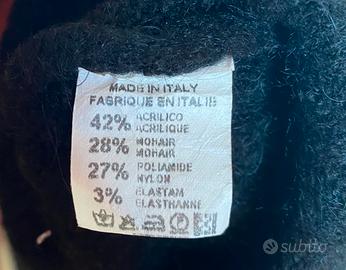 MADE IN ITALY
FABRIQUE EN ITALIE
42% ACRILICO
ACRILIQUE
28% MOHAIR
MOHAIR
27% POLIAMIDE
NYLON
3% ELASTAM
ELASTHANNE
subito